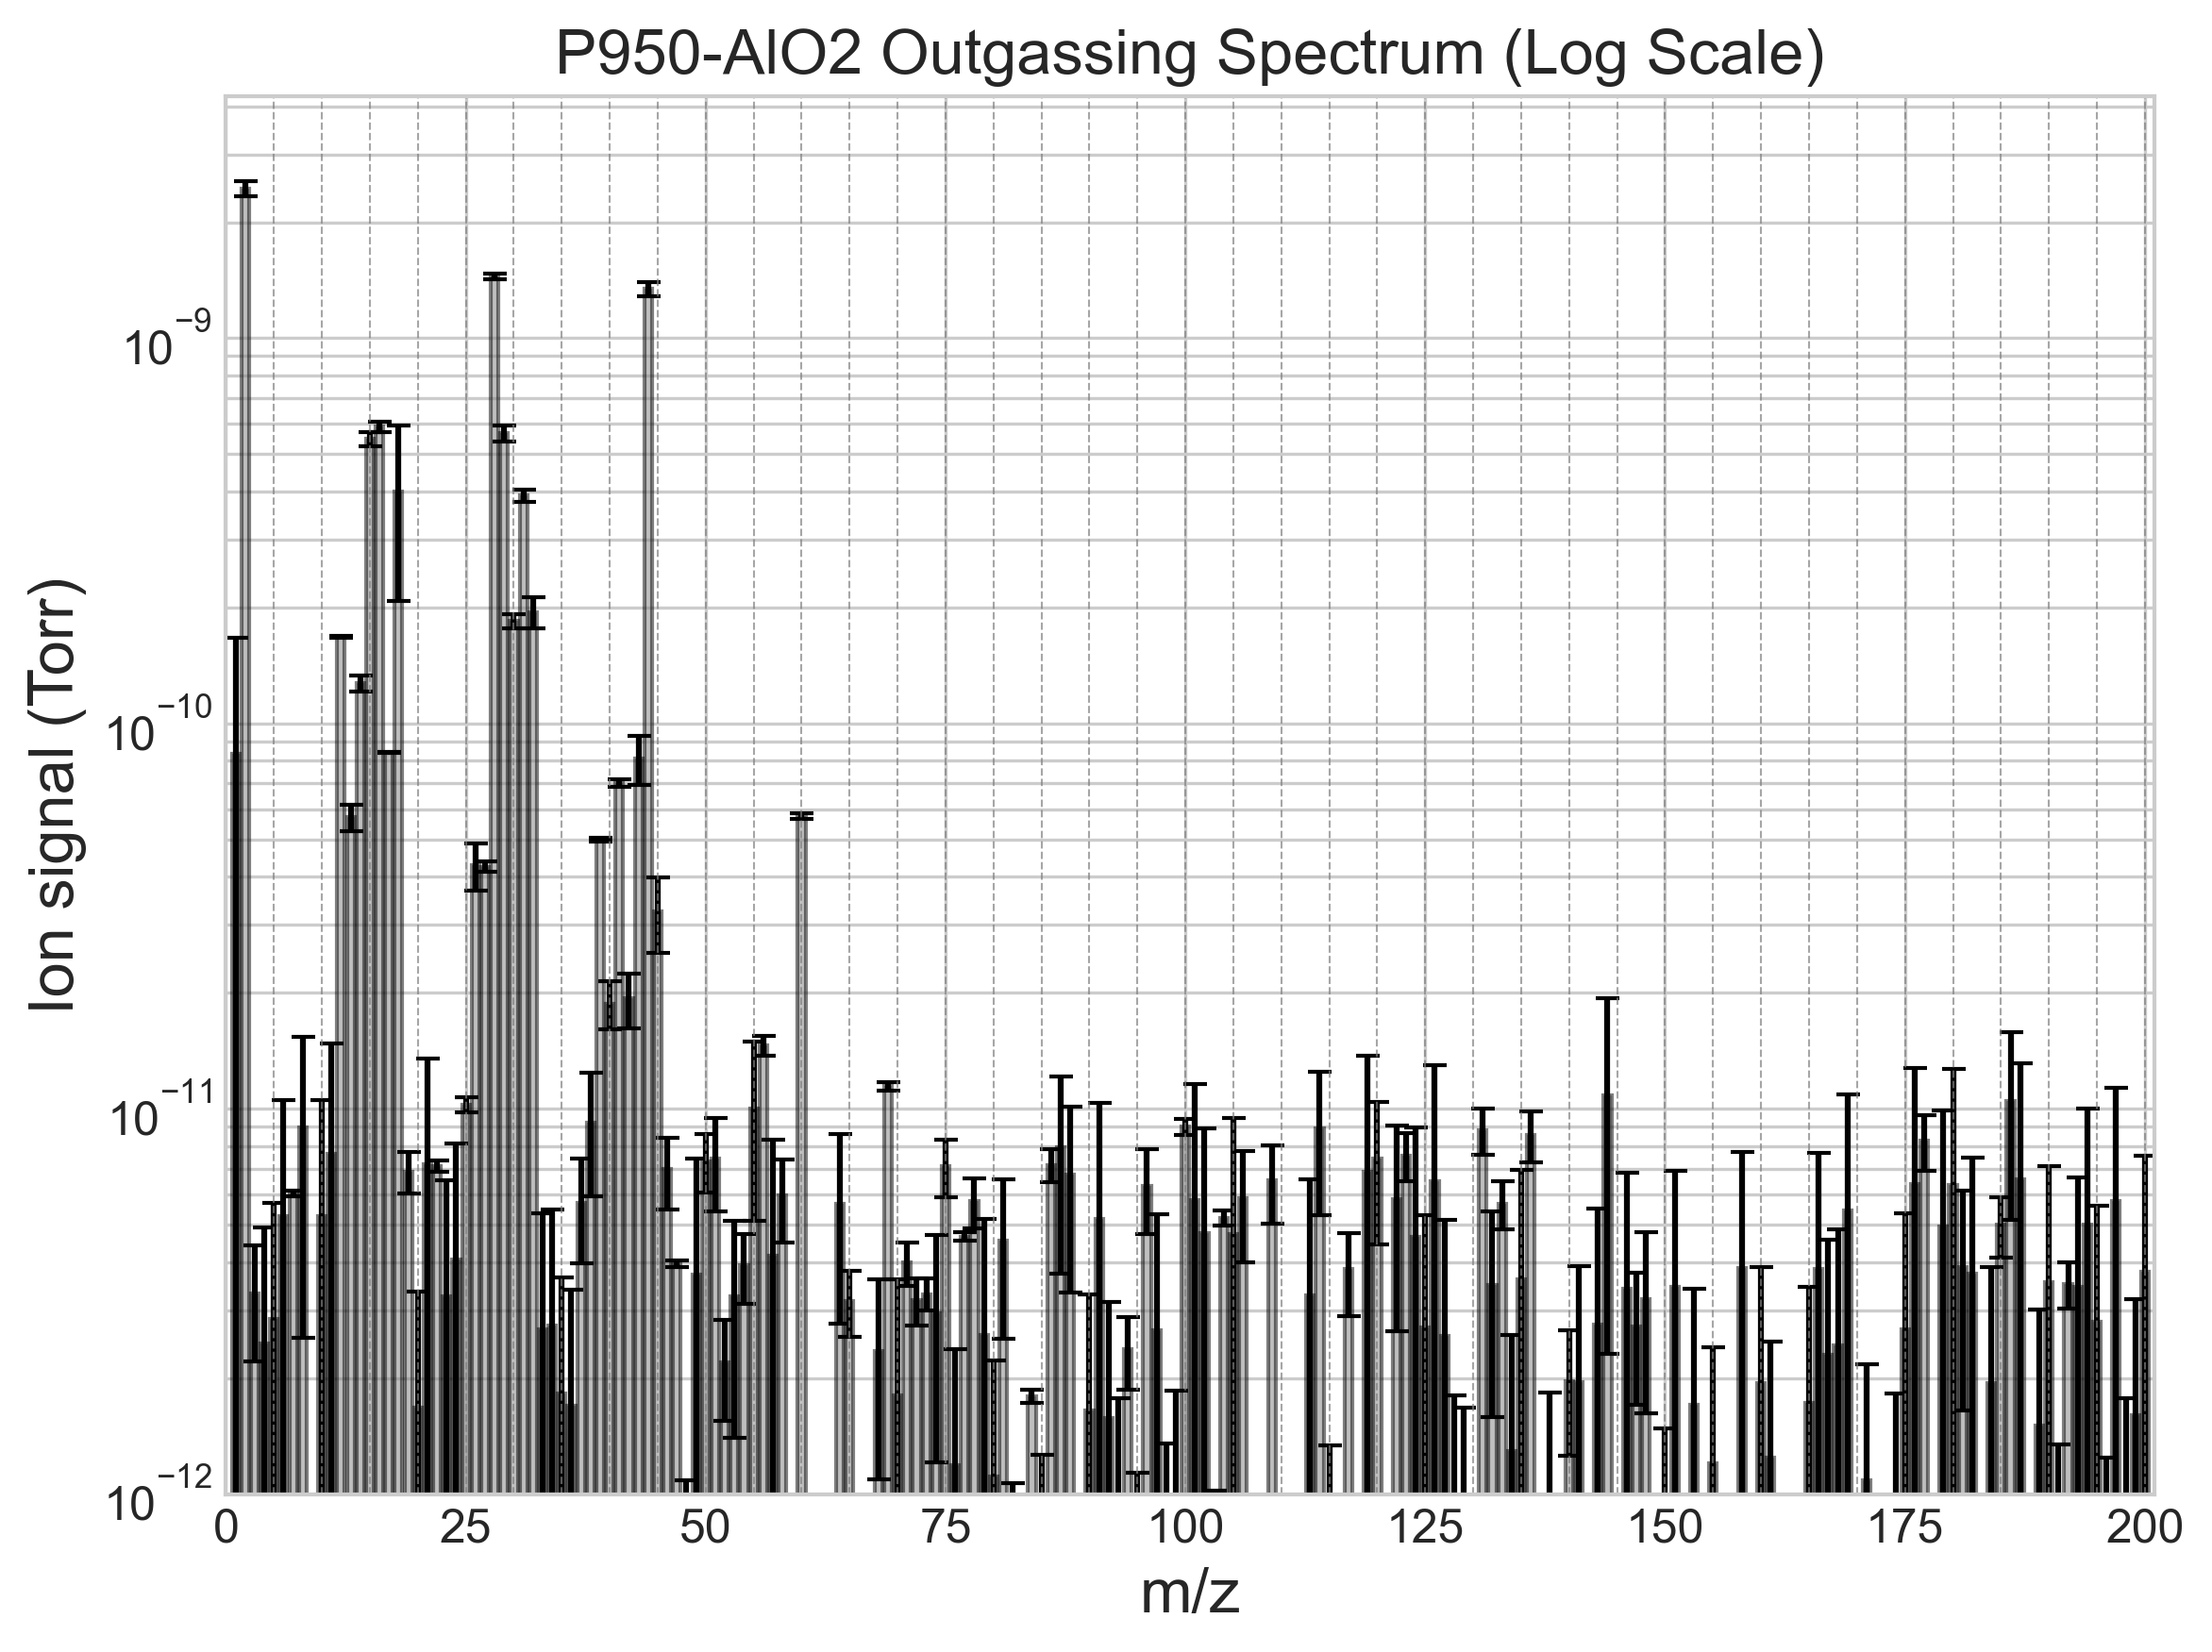 P950-AlO2 Outgassing Spectrum (Log Scale)
Ion signal (Torr)
10⁻⁹
10⁻¹⁰
10⁻¹¹
10⁻¹²
0 25 50 75 100 125 150 175 200
m/z